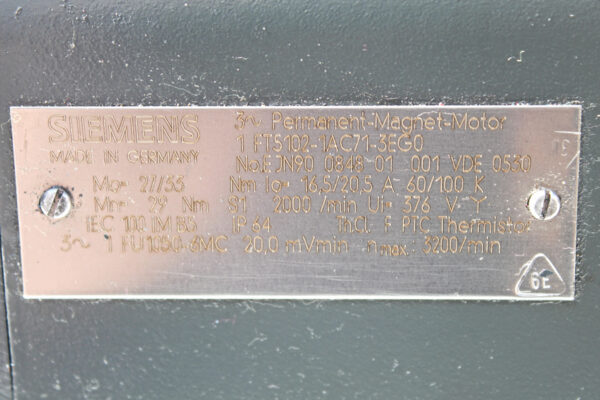 SIEMENS
MADE IN GERMANY
3~ Permanent-Magnet-Motor
1 FT5102-1AC71-3EG0
No.E JN90 0848 01 001 VDE 0530
Mo= 27/33 Nm Io= 16,5/20,5 A 60/100 K
Mn= 29 Nm S1 2000/min Ui= 376 V Y
IEC 100 IM B5 IP 64 Th.Cl. F PTC Thermistor
3~ 1 FU1050-6MC 20,0 mVmin nmax.: 3200/min